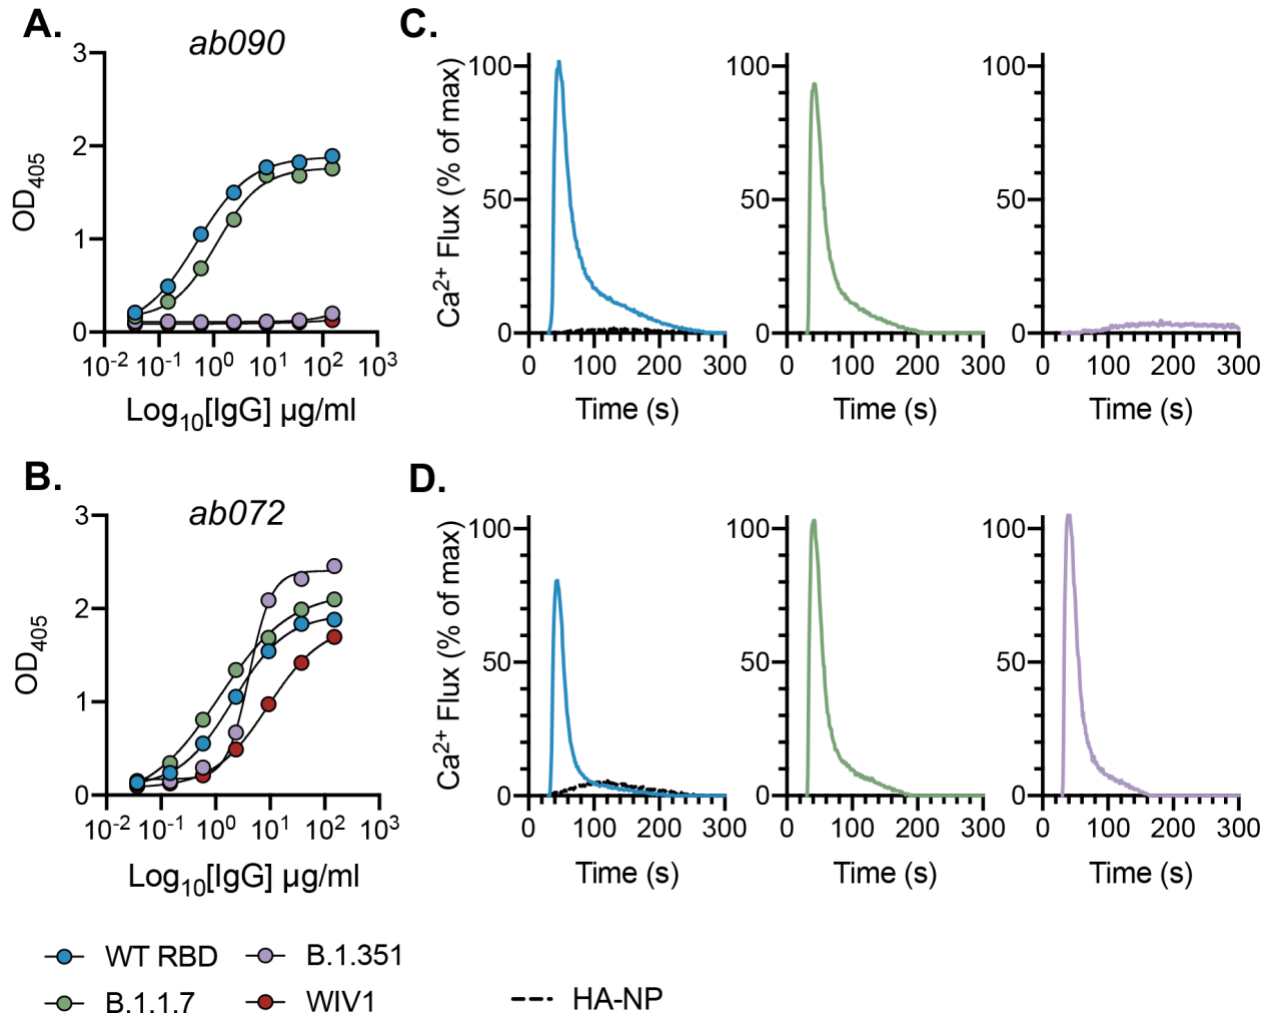 A.
ab090
3
2
1
0
OD405
10-2 10-1 100 101 102 103
Log10[IgG] µg/ml
C.
Ca2+ Flux (% of max)
100
50
0
0 100 200 300
Time (s)
100
50
0
0 100 200 300
Time (s)
100
50
0
0 100 200 300
Time (s)
B.
ab072
3
2
1
0
OD405
10-2 10-1 100 101 102 103
Log10[IgG] µg/ml
D.
Ca2+ Flux (% of max)
100
50
0
0 100 200 300
Time (s)
100
50
0
0 100 200 300
Time (s)
100
50
0
0 100 200 300
Time (s)
WT RBD
B.1.351
B.1.1.7
WIV1
HA-NP